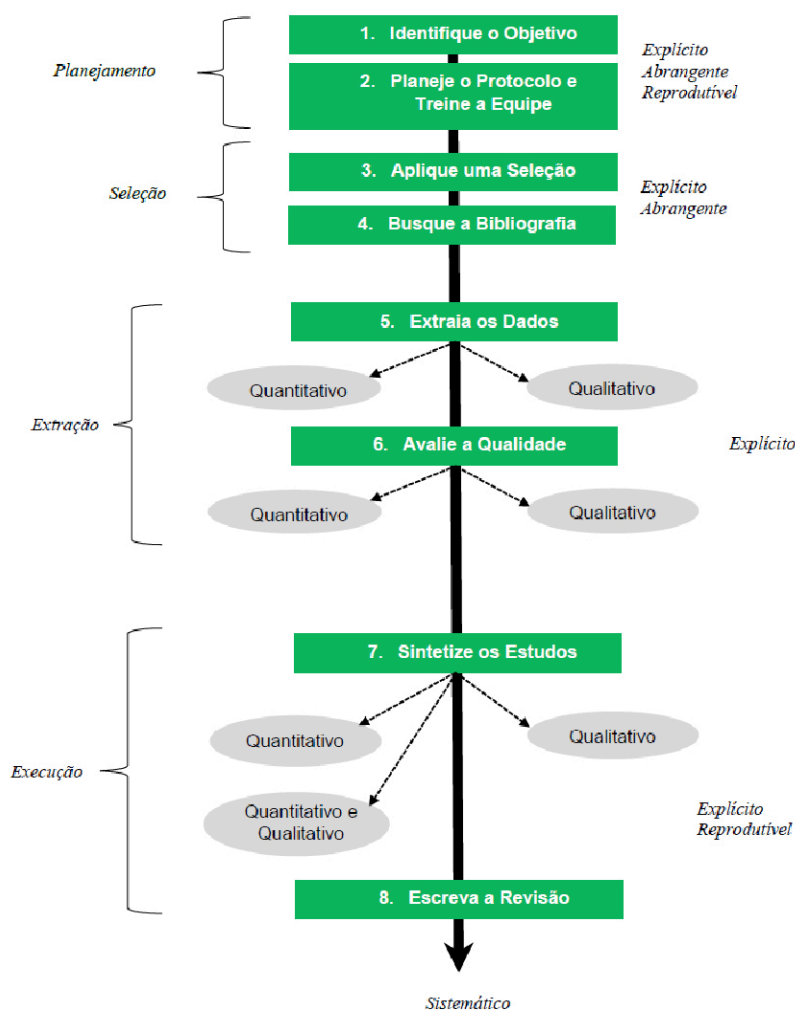 1. Identifique o Objetivo
Planejamento
Explícito
Abrangente
Reprodutível
2. Planeje o Protocolo e
Treine a Equipe
3. Aplique uma Seleção
Seleção
Explícito
Abrangente
4. Busque a Bibliografia
5. Extraia os Dados
Quantitativo
Qualitativo
Extração
6. Avalie a Qualidade
Explícito
Quantitativo
Qualitativo
7. Sintetize os Estudos
Quantitativo
Qualitativo
Execução
Quantitativo e
Qualitativo
Explícito
Reprodutível
8. Escreva a Revisão
Sistemático